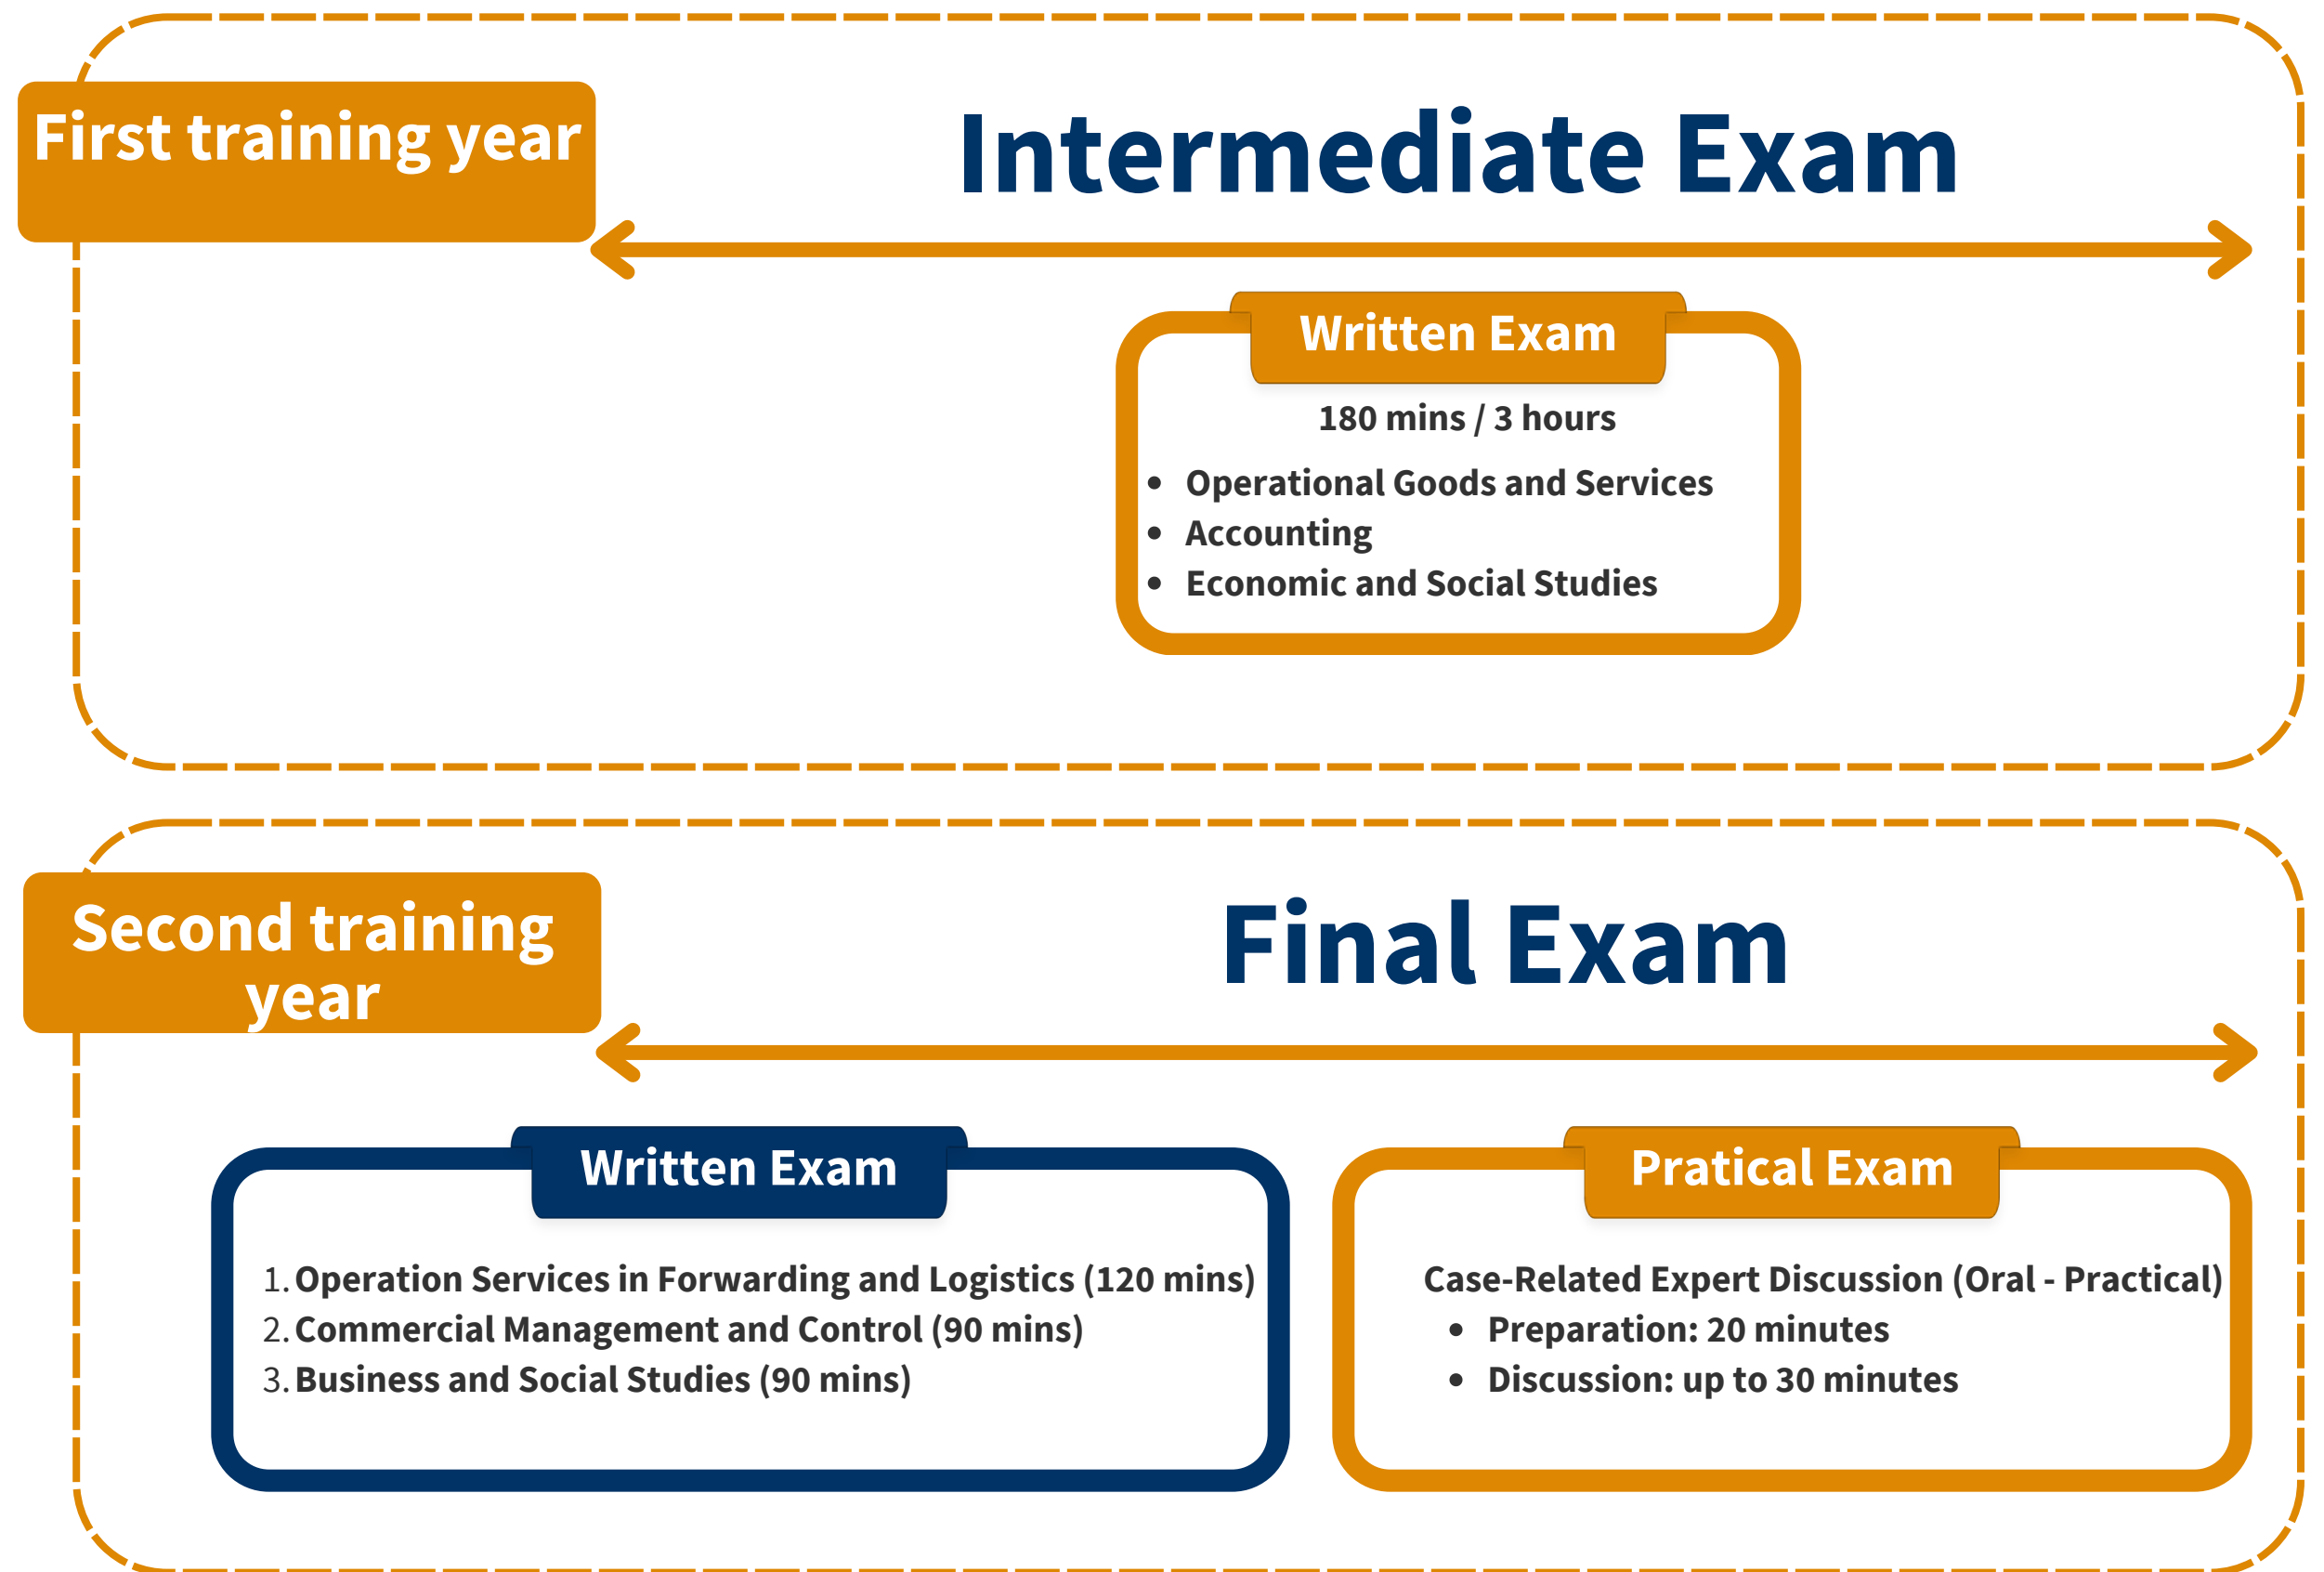 First training year
Intermediate Exam
Written Exam
180 mins / 3 hours
• Operational Goods and Services
• Accounting
• Economic and Social Studies
Second training
year
Final Exam
Written Exam
1. Operation Services in Forwarding and Logistics (120 mins)
2. Commercial Management and Control (90 mins)
3. Business and Social Studies (90 mins)
Pratical Exam
Case-Related Expert Discussion (Oral - Practical)
• Preparation: 20 minutes
• Discussion: up to 30 minutes